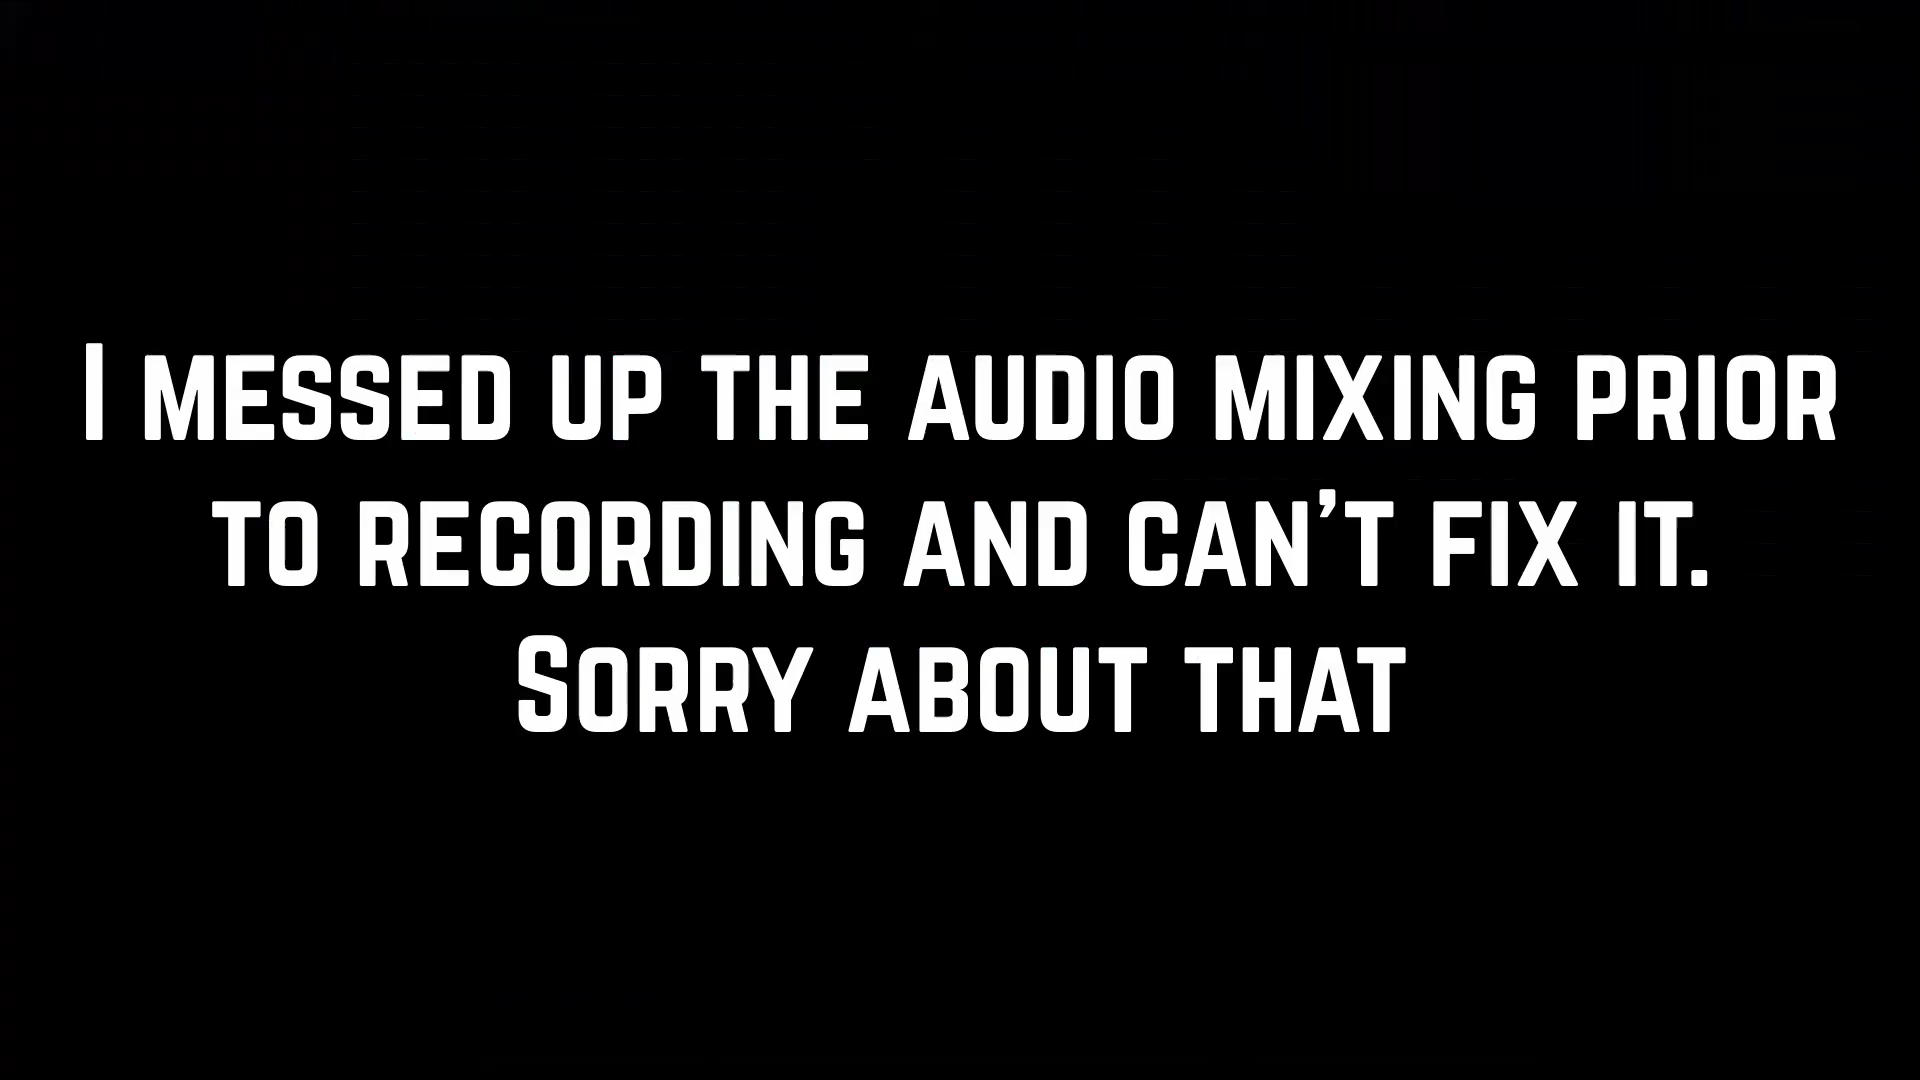 I messed up the audio mixing prior
to recording and can't fix it.
Sorry about that